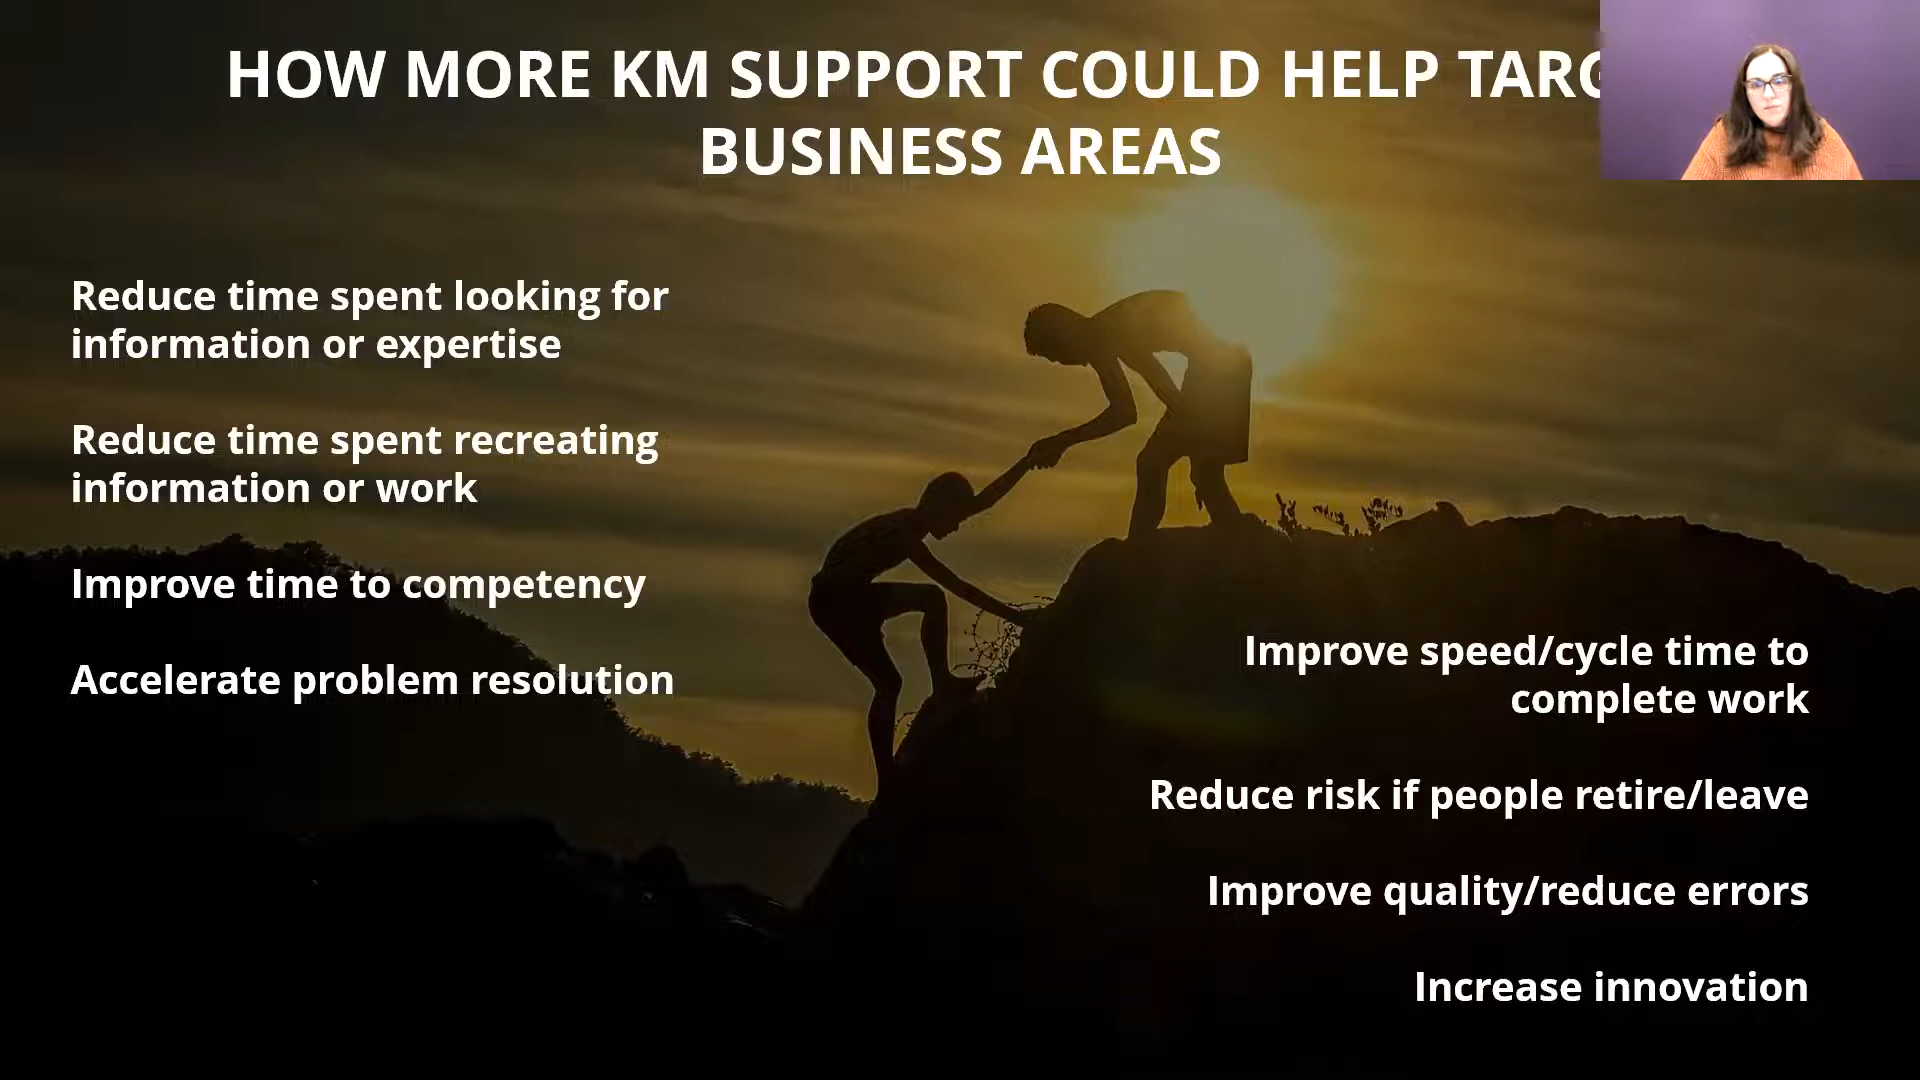 HOW MORE KM SUPPORT COULD HELP
BUSINESS AREAS
Reduce time spent looking for
information or expertise
Reduce time spent recreating
information or work
Improve time to competency
Accelerate problem resolution
Improve speed/cycle time to
complete work
Reduce risk if people retire/leave
Improve quality/reduce errors
Increase innovation